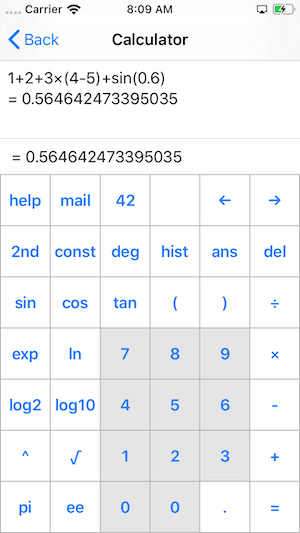 Carrier 8:09 AM
Back Calculator
1+2+3×(4-5)+sin(0.6)
= 0.564642473395035
= 0.564642473395035
help mail 42 ← →
2nd const deg hist ans del
sin cos tan ( ) ÷
exp ln 7 8 9 ×
log2 log10 4 5 6 -
^ √ 1 2 3 +
pi ee 0 0 . =